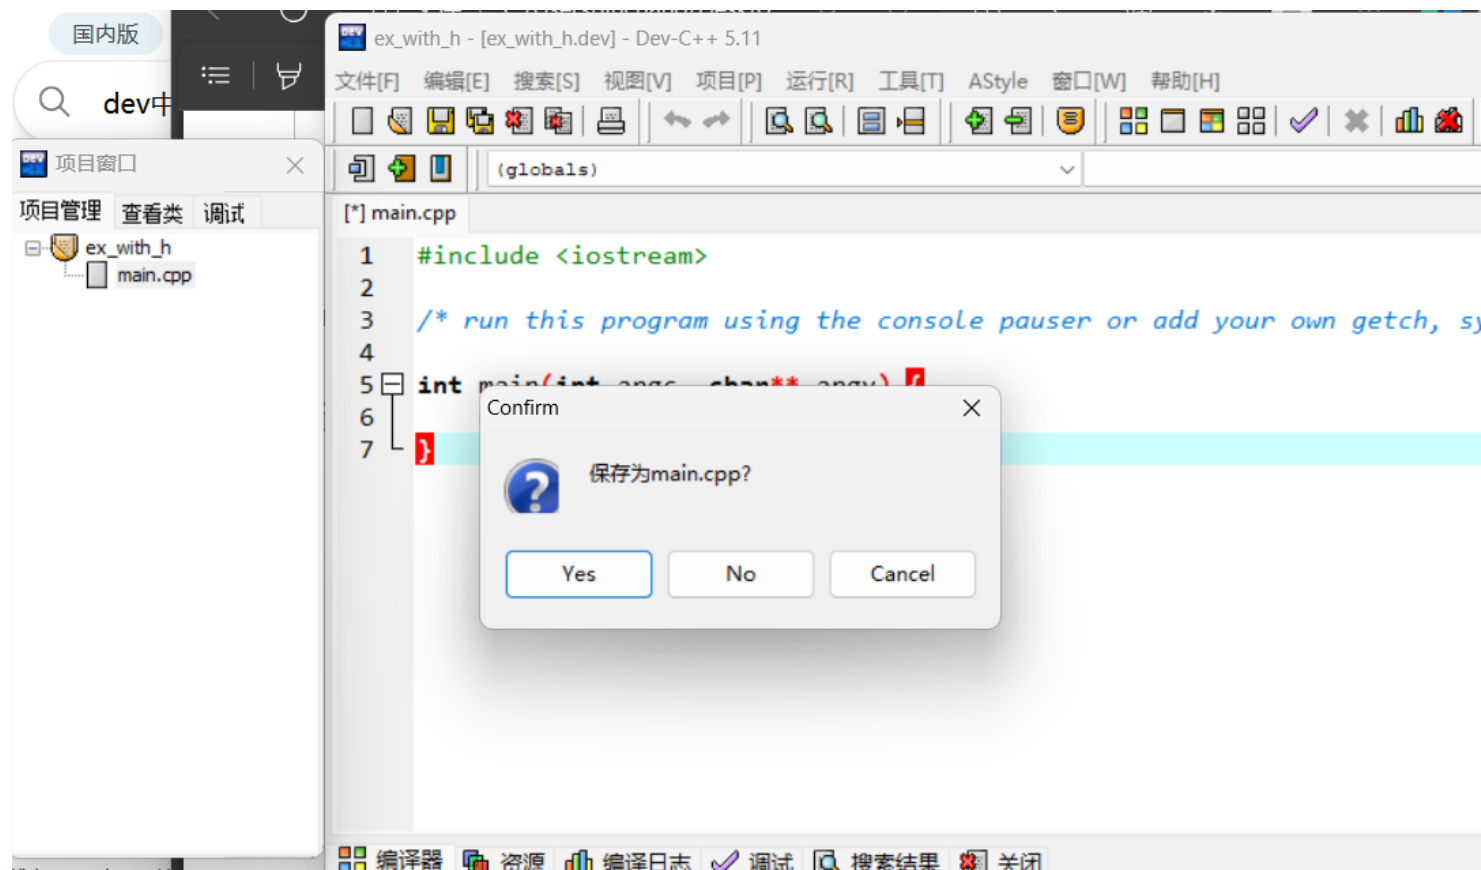 国内版
dev中
ex_with_h - [ex_with_h.dev] - Dev-C++ 5.11
文件[F] 编辑[E] 搜索[S] 视图[V] 项目[P] 运行[R] 工具[T] AStyle 窗口[W] 帮助[H]
项目窗口
(globals)
项目管理 查看类 调试
ex_with_h
main.cpp
[*] main.cpp
1 #include <iostream>
2
3 /* run this program using the console pauser or add your own getch,
4
5 int main(int argc, char** argv) {
6
7 }
Confirm
保存为main.cpp?
Yes No Cancel
编译器 资源 编译日志 调试 搜索结果 关闭